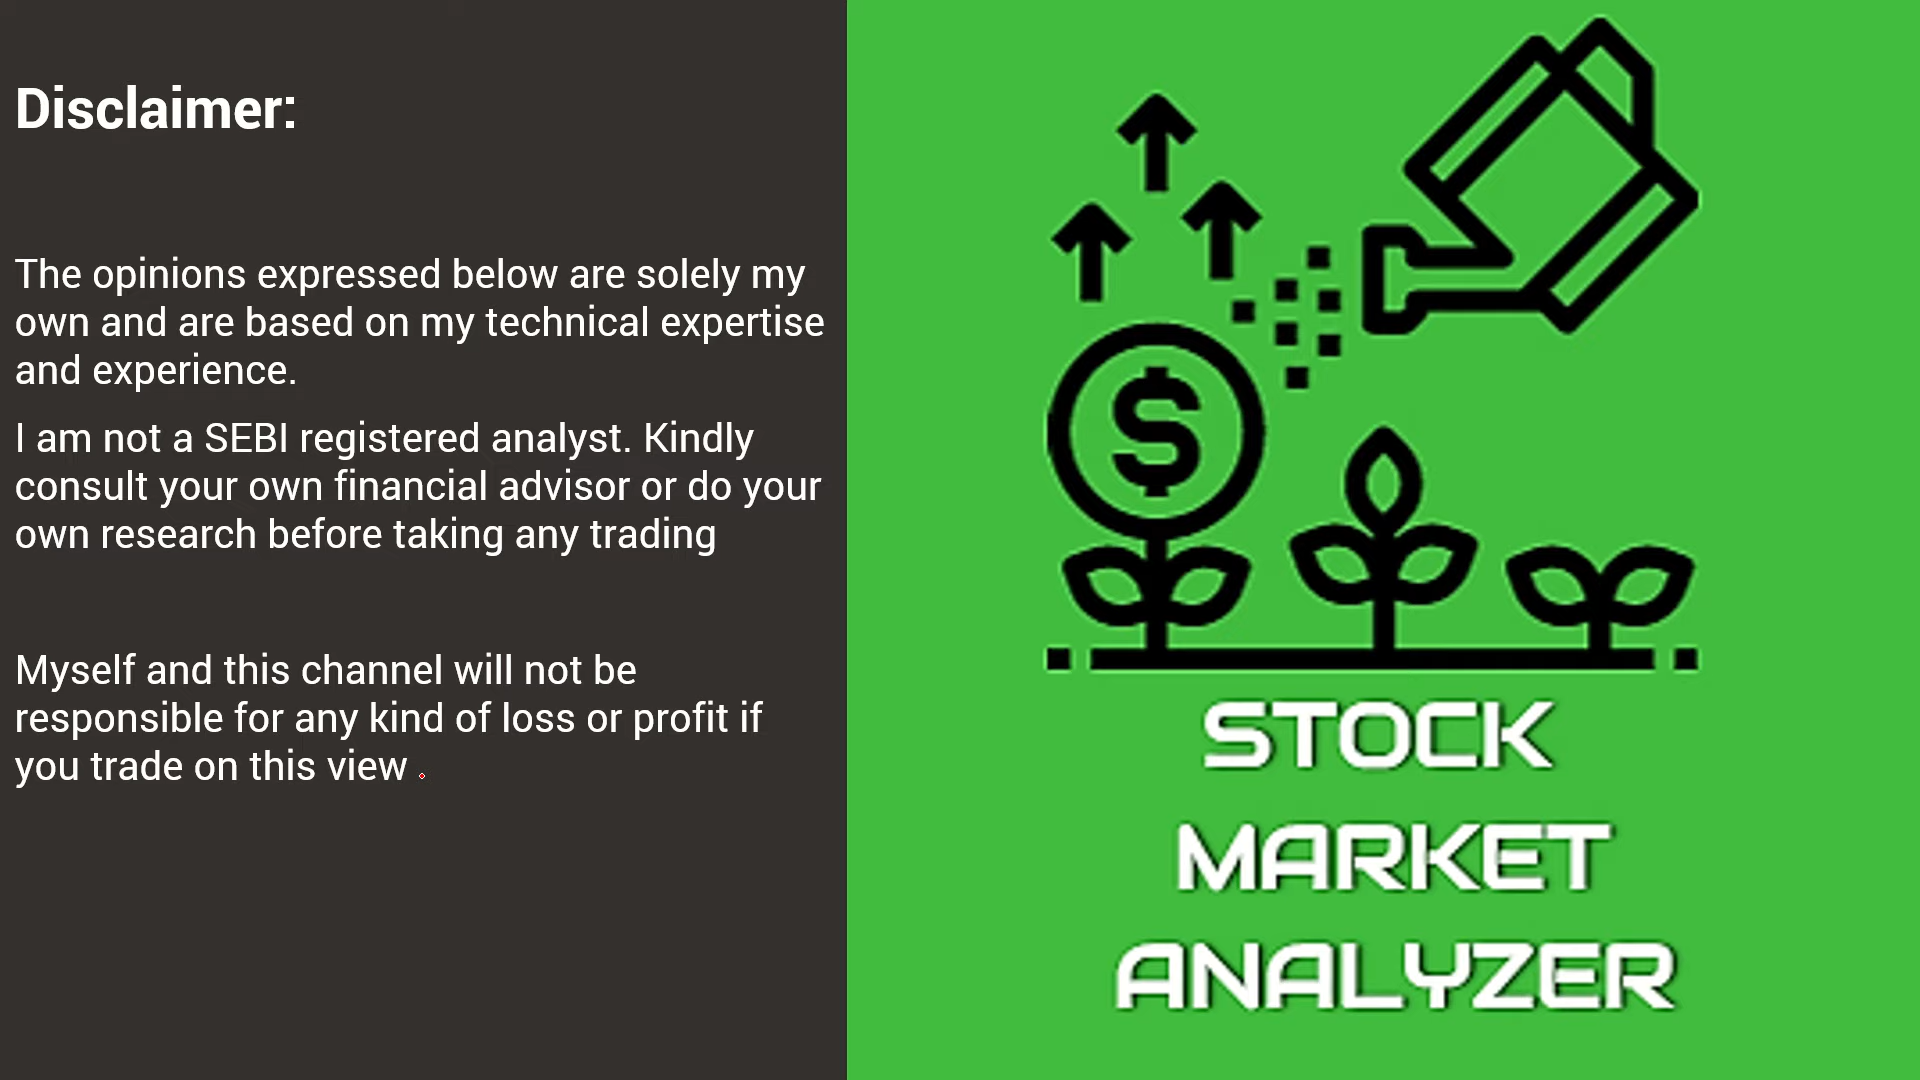 Disclaimer:
The opinions expressed below are solely my
own and are based on my technical expertise
and experience.
I am not a SEBI registered analyst. Kindly
consult your own financial advisor or do your
own research before taking any trading
Myself and this channel will not be
responsible for any kind of loss or profit if
you trade on this view .
$
STOCK
MARKET
ANALYZER